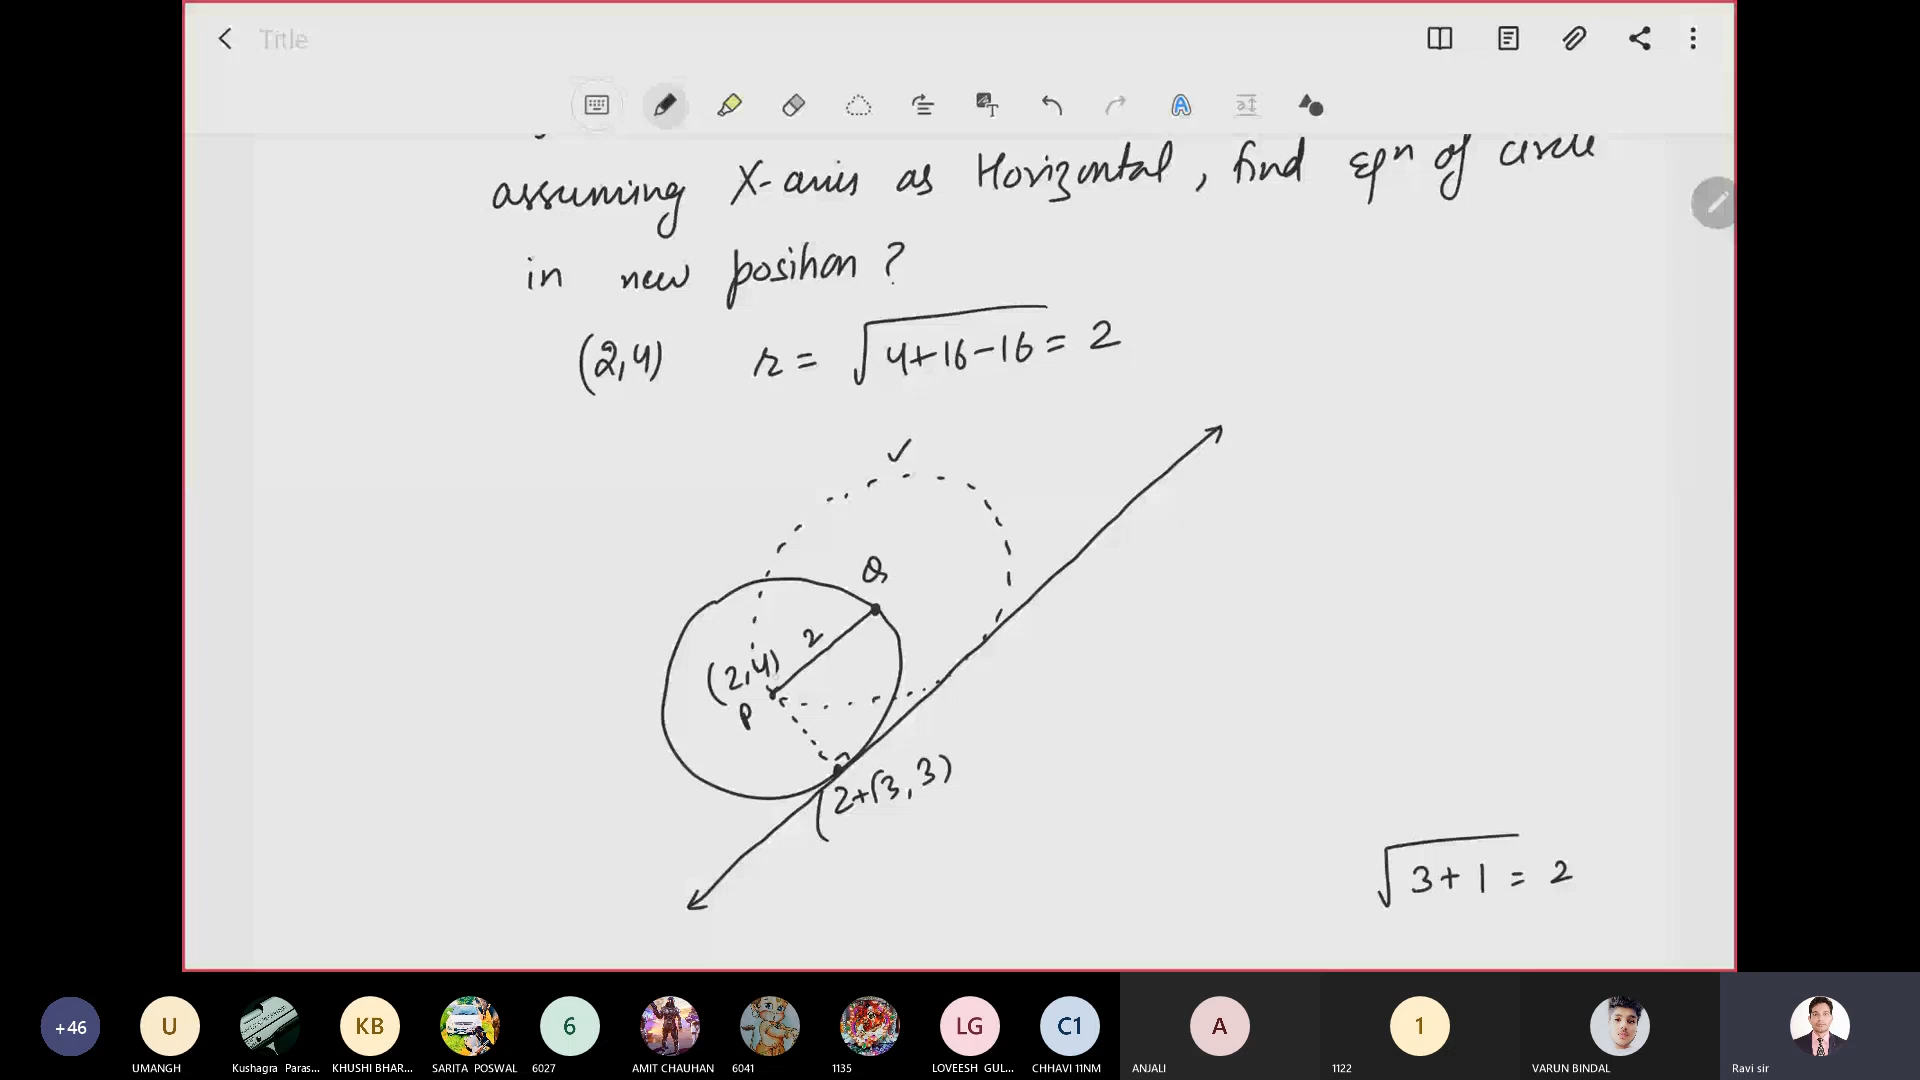 Title
assuming X-axis as Horizontal, find eqⁿ of circle
in new position ?
(2,4) r = √4+16-16 = 2
✓
Q
2
(2,4)
P
(2+√3, 3)
√3+1 = 2
+46 U KB 6 LG C1 A 1
UMANGH Kushagra Paras... KHUSHI BHAR... SARITA POSWAL 6027 AMIT CHAUHAN 6041 1135 LOVEESH GUL... CHHAVI 11NM ANJALI 1122 VARUN BINDAL Ravi sir